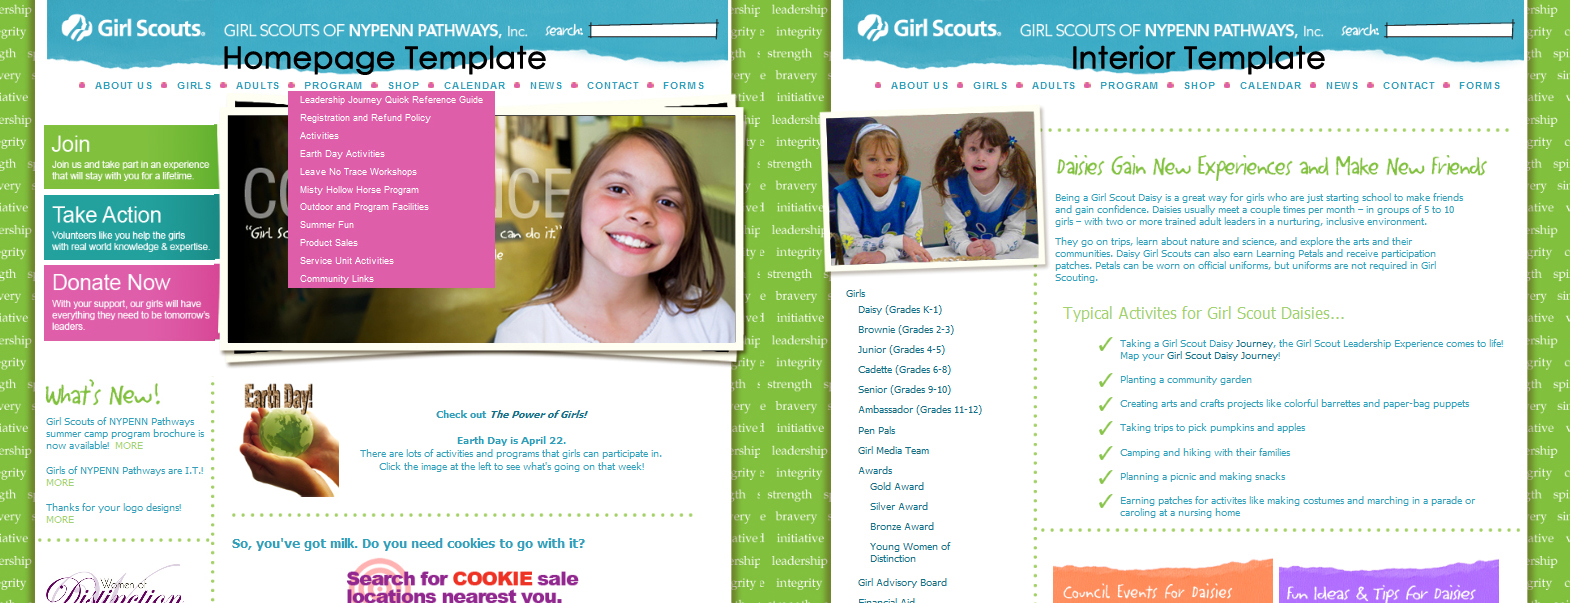 Girl Scouts.
GIRL SCOUTS OF NYPENN PATHWAYS, Inc.
search:
Homepage Template
ABOUT US
GIRLS
ADULTS
PROGRAM
SHOP
CALENDAR
NEWS
CONTACT
FORMS
Leadership Journey Quick Reference Guide
Registration and Refund Policy
Activities
Earth Day Activities
Leave No Trace Workshops
Misty Hollow Horse Program
Outdoor and Program Facilities
Summer Fun
Product Sales
Service Unit Activities
Community Links
Join
Join us and take part in an experience
that will stay with you for a lifetime.
Take Action
Volunteers like you help the girls
with real world knowledge & expertise.
Donate Now
With your support, our girls will have
everything they need to be tomorrow's
leaders.
"Girl Sc
can do it."
What's New!
Girl Scouts of NYPENN Pathways
summer camp program brochure is
now available! MORE
Girls of NYPENN Pathways are I.T.!
MORE
Thanks for your logo designs!
MORE
Women of
Distinction
Earth Day!
Check out The Power of Girls!
Earth Day is April 22.
There are lots of activities and programs that girls can participate in.
Click the image at the left to see what's going on that week!
So, you've got milk. Do you need cookies to go with it?
Search for COOKIE sale
locations nearest you.
Girl Scouts.
GIRL SCOUTS OF NYPENN PATHWAYS, Inc.
search:
Interior Template
ABOUT US
GIRLS
ADULTS
PROGRAM
SHOP
CALENDAR
NEWS
CONTACT
FORMS
Girls
Daisy (Grades K-1)
Brownie (Grades 2-3)
Junior (Grades 4-5)
Cadette (Grades 6-8)
Senior (Grades 9-10)
Ambassador (Grades 11-12)
Pen Pals
Girl Media Team
Awards
Gold Award
Silver Award
Bronze Award
Young Women of
Distinction
Girl Advisory Board
Financial Aid
Daisies Gain New Experiences and Make New Friends
Being a Girl Scout Daisy is a great way for girls who are just starting school to make friends
and gain confidence. Daisies usually meet a couple times per month – in groups of 5 to 10
girls – with two or more trained adult leaders in a nurturing, inclusive environment.
They go on trips, learn about nature and science, and explore the arts and their
communities. Daisy Girl Scouts can also earn Learning Petals and receive participation
patches. Petals can be worn on official uniforms, but uniforms are not required in Girl
Scouting.
Typical Activites for Girl Scout Daisies...
Taking a Girl Scout Daisy Journey, the Girl Scout Leadership Experience comes to life!
Map your Girl Scout Daisy Journey!
Planting a community garden
Creating arts and crafts projects like colorful barrettes and paper-bag puppets
Taking trips to pick pumpkins and apples
Camping and hiking with their families
Planning a picnic and making snacks
Earning patches for activites like making costumes and marching in a parade or
caroling at a nursing home
Council Events for Daisies
Fun Ideas & Tips for Daisies
leadership
integrity
strength
bravery
initiative